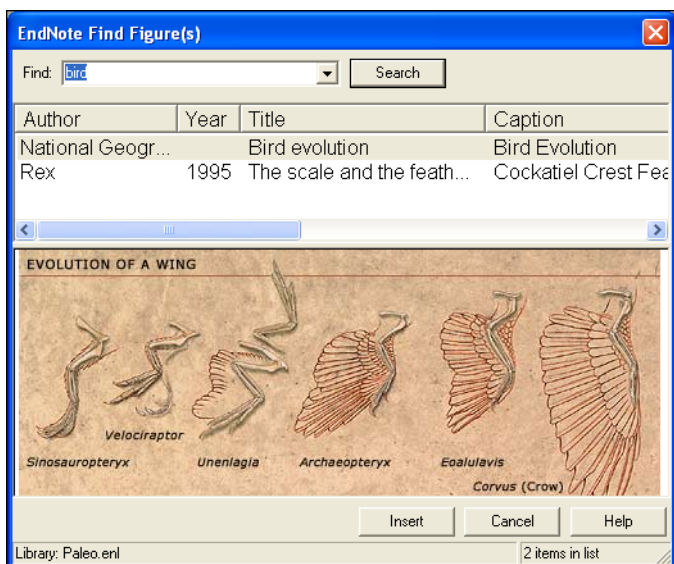 EndNote Find Figure(s)
Find: bird Search
Author Year Title Caption
National Geogr... Bird evolution Bird Evolution
Rex 1995 The scale and the feath... Cockatiel Crest Fea
EVOLUTION OF A WING
Velociraptor
Sinosauropteryx Unenlagia Archaeopteryx Eoalulavis
Corvus (Crow)
Insert Cancel Help
Library: Paleo.enl 2 items in list